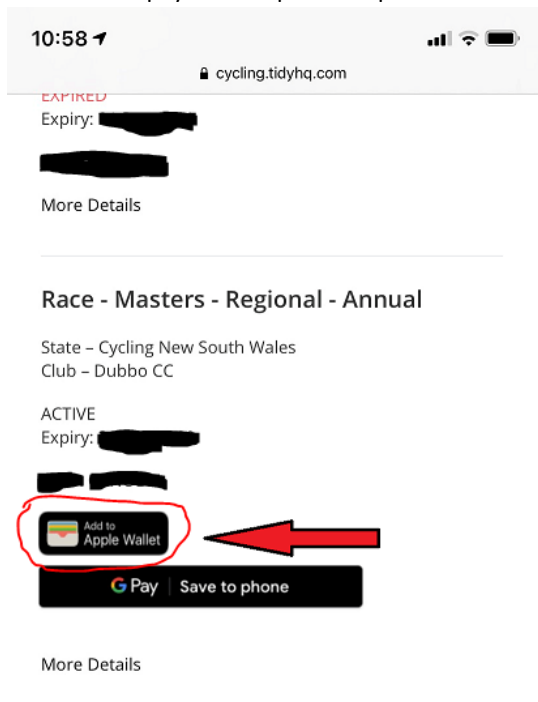 10:58
cycling.tidyhq.com
EXPIRED
Expiry:
More Details
Race - Masters - Regional - Annual
State – Cycling New South Wales
Club – Dubbo CC
ACTIVE
Expiry:
Add to
Apple Wallet
G Pay Save to phone
More Details